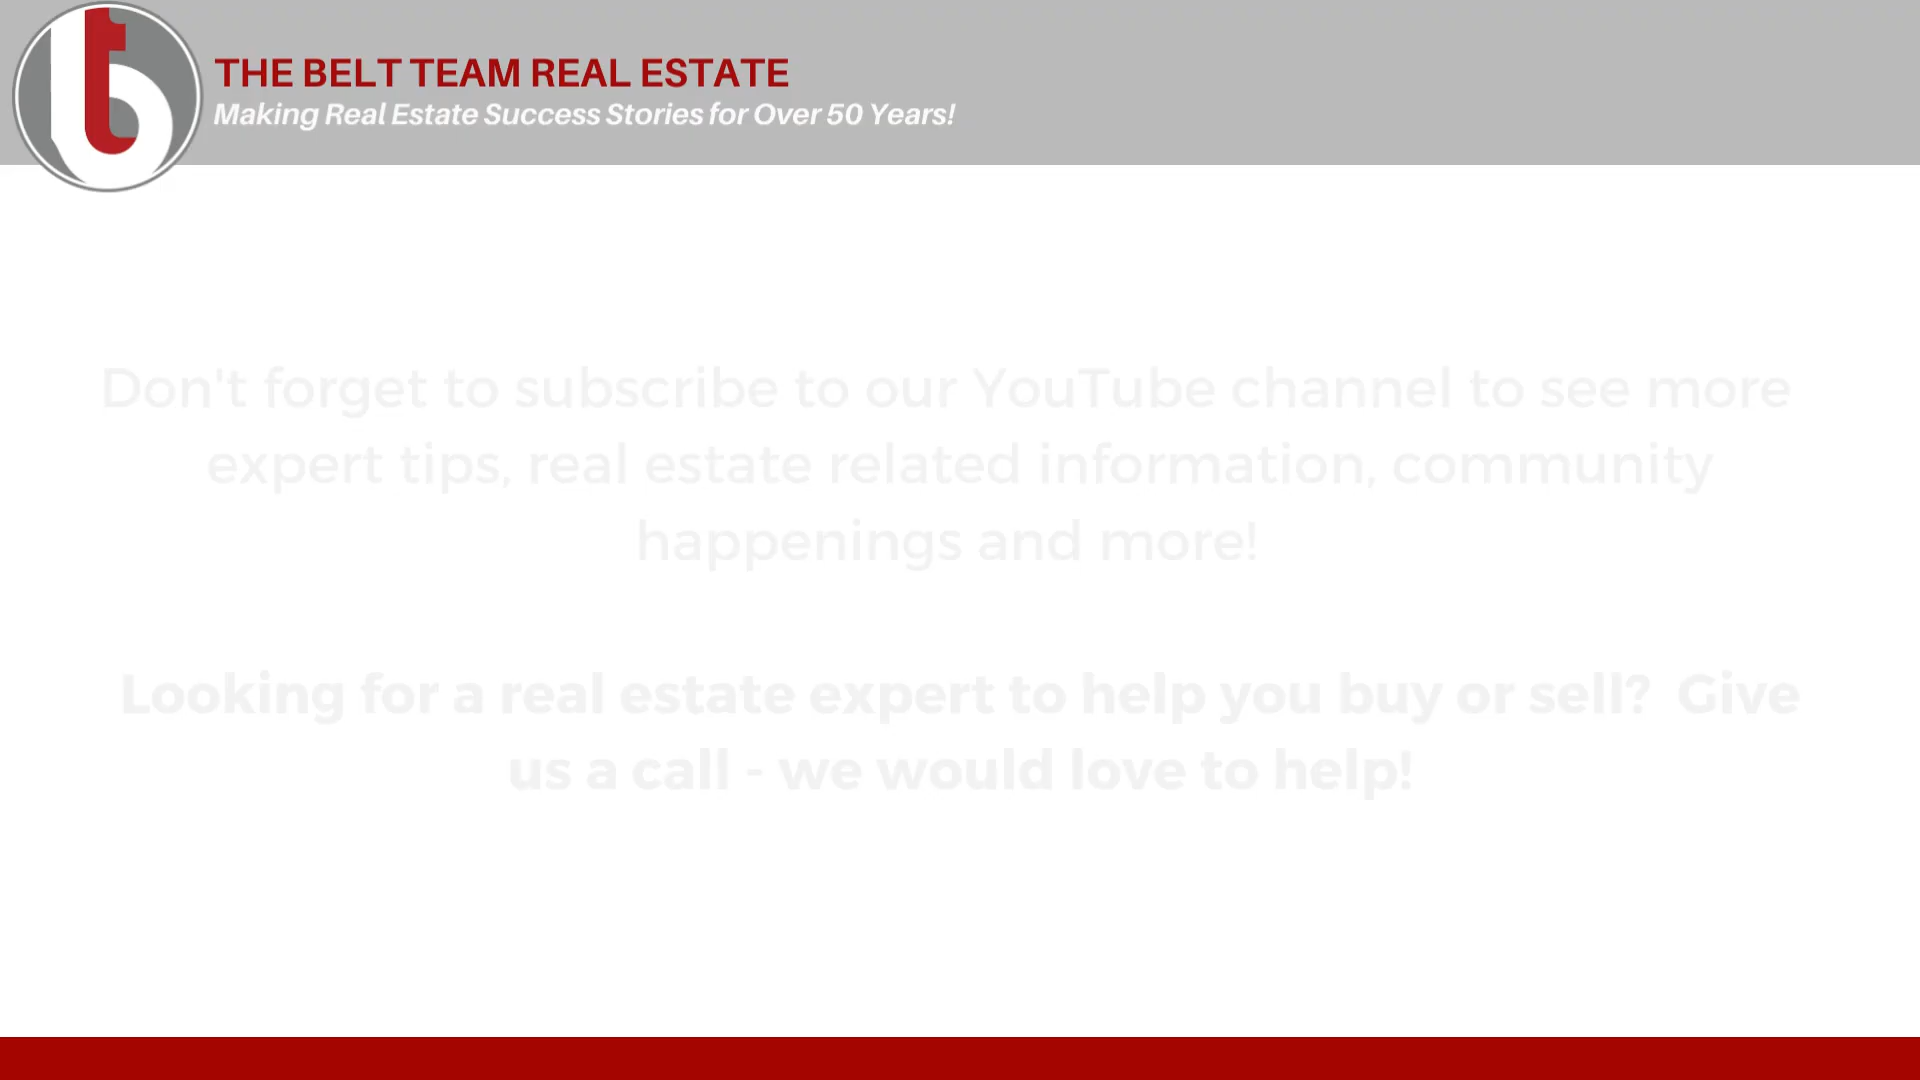 THE BELT TEAM REAL ESTATE
Making Real Estate Success Stories for Over 50 Years!
Don't forget to subscribe to our YouTube channel to see more
expert tips, real estate related information, community
happenings and more!
Looking for a real estate expert to help you buy or sell?  Give
us a call - we would love to help!